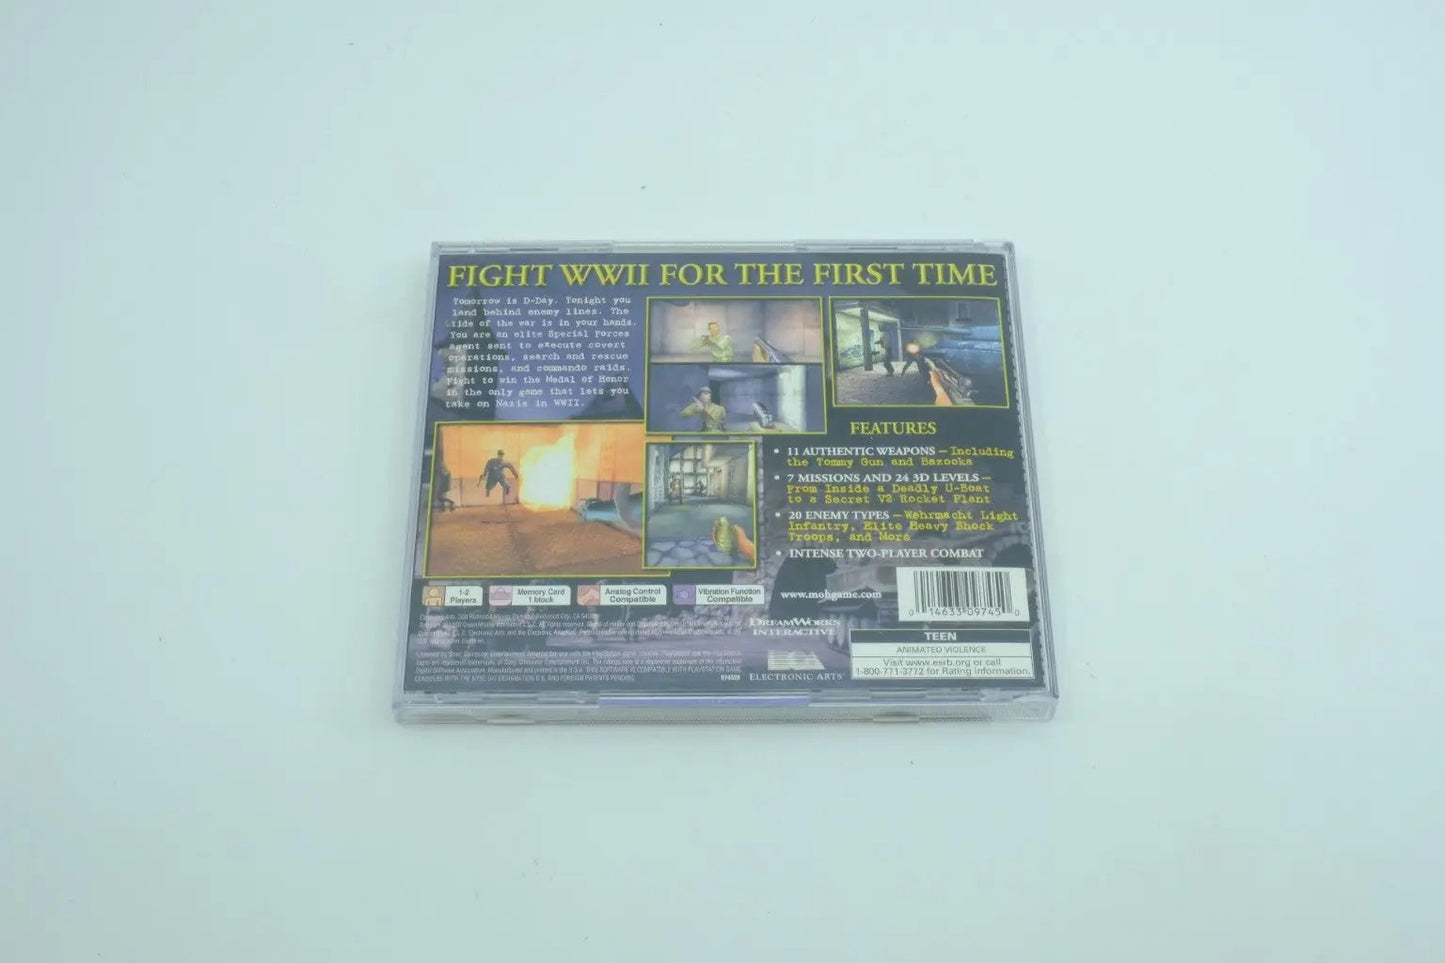 FIGHT WWII FOR THE FIRST TIME
Tomorrow is D-Day. Tonight you
land behind enemy lines. The
tide of the war is in your hands.
You are an elite Special Forces
agent sent to execute covert
operations, search and rescue
missions, and commando raids.
Fight to win the Medal of Honor
in the only game that lets you
take on Nazis in WWII.
FEATURES
• 11 AUTHENTIC WEAPONS – Including
the Tommy Gun and Bazooka
• 7 MISSIONS AND 24 3D LEVELS –
From Inside a Deadly U-Boat
to a Secret V2 Rocket Plant
• 20 ENEMY TYPES – Wehrmacht Light
Infantry, Elite Heavy Shock
Troops, and More
• INTENSE TWO-PLAYER COMBAT
1-2
Players
Memory Card
1 block
Analog Control
Compatible
Vibration Function
Compatible
www.mohgame.com
0 14633 09745 0
DREAMWORKS
INTERACTIVE
ELECTRONIC ARTS
TEEN
ANIMATED VIOLENCE
Visit www.esrb.org or call
1-800-771-3772 for Rating Information.